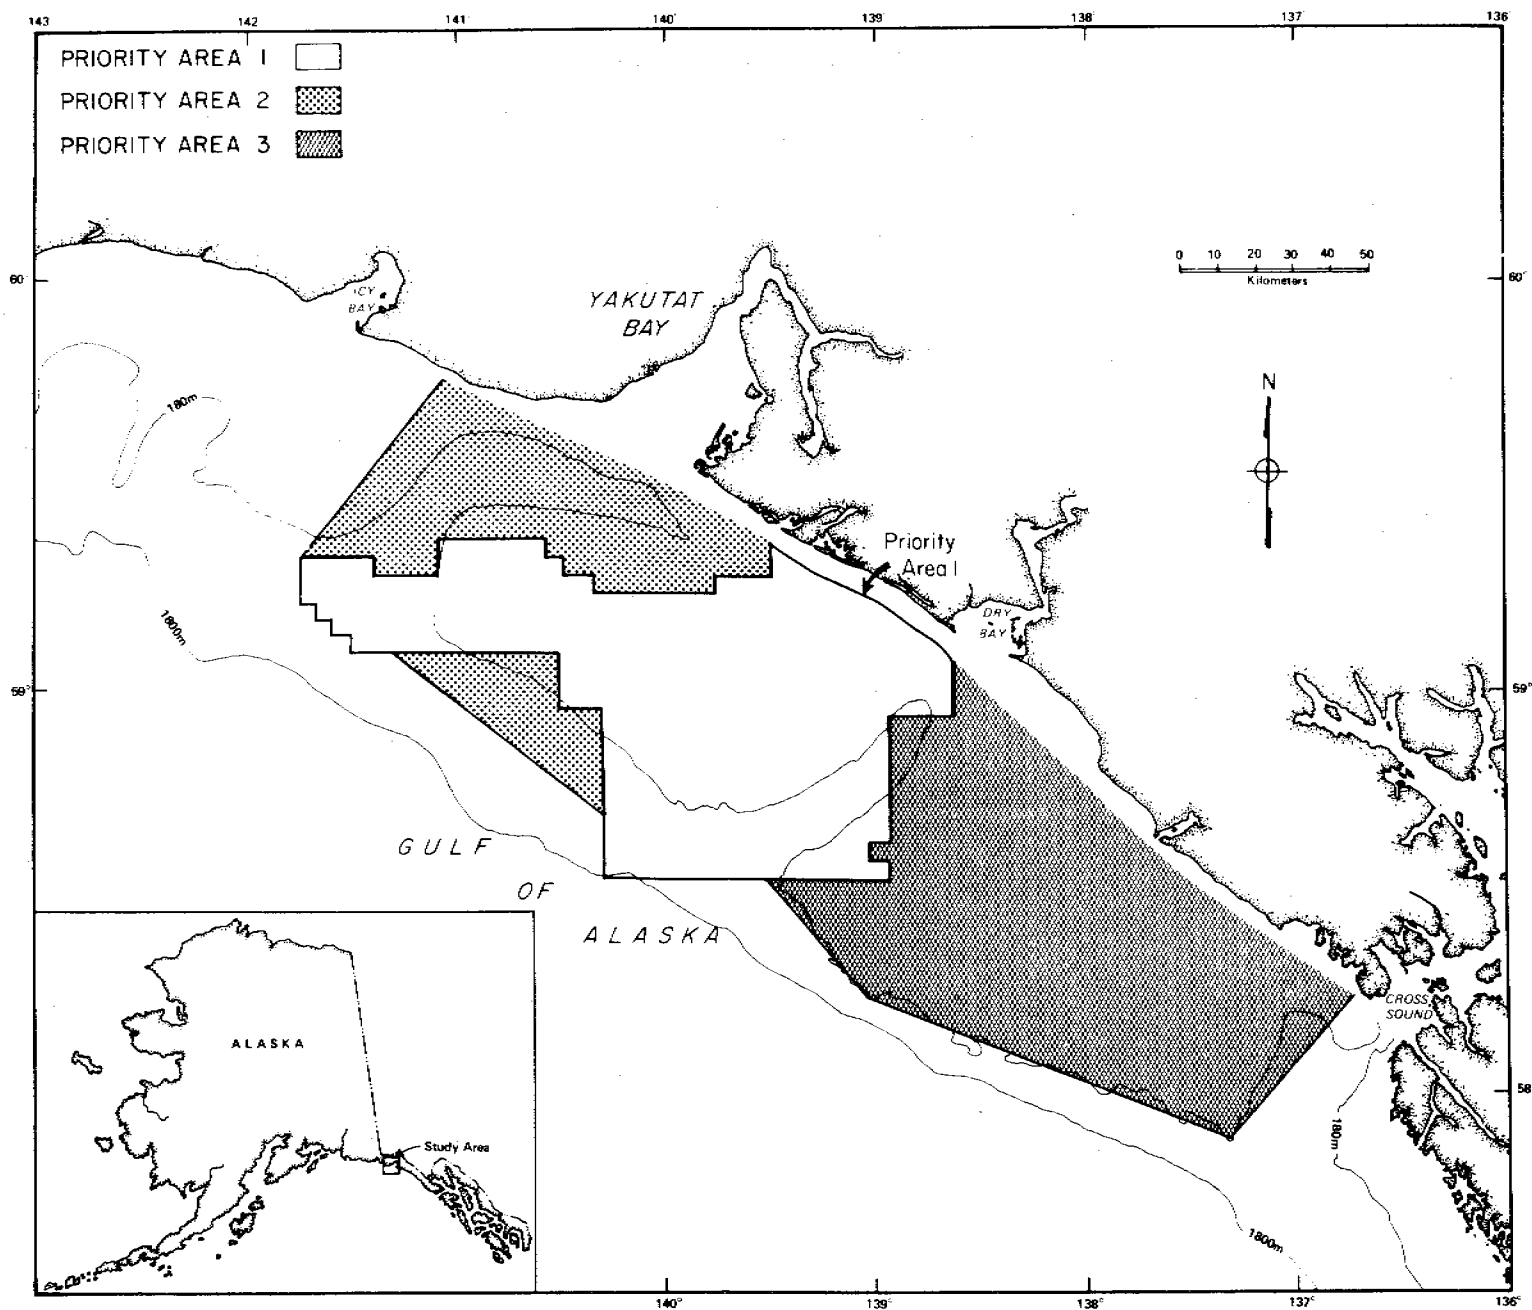 143 142 141 140° 139° 138° 137° 136°
PRIORITY AREA 1
PRIORITY AREA 2
PRIORITY AREA 3
0 10 20 30 40 50
Kilometers
60° 60°
ICY
BAY
YAKUTAT
BAY
N
180m
Priority
Area I
DRY
BAY
1800m
59° 59°
GULF
OF
ALASKA
CROSS
SOUND
ALASKA
58
180m
Study Area
1800m
140° 139° 138° 137° 136°